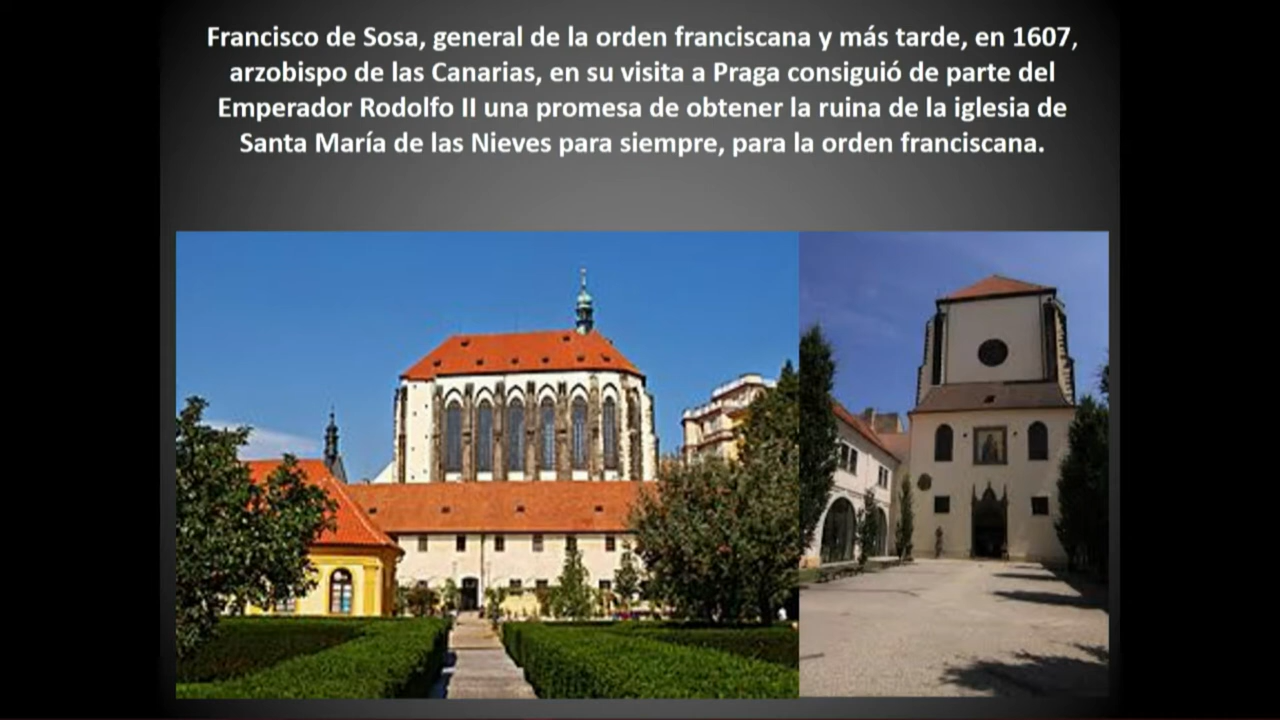 Francisco de Sosa, general de la orden franciscana y más tarde, en 1607,
arzobispo de las Canarias, en su visita a Praga consiguió de parte del
Emperador Rodolfo II una promesa de obtener la ruina de la iglesia de
Santa María de las Nieves para siempre, para la orden franciscana.